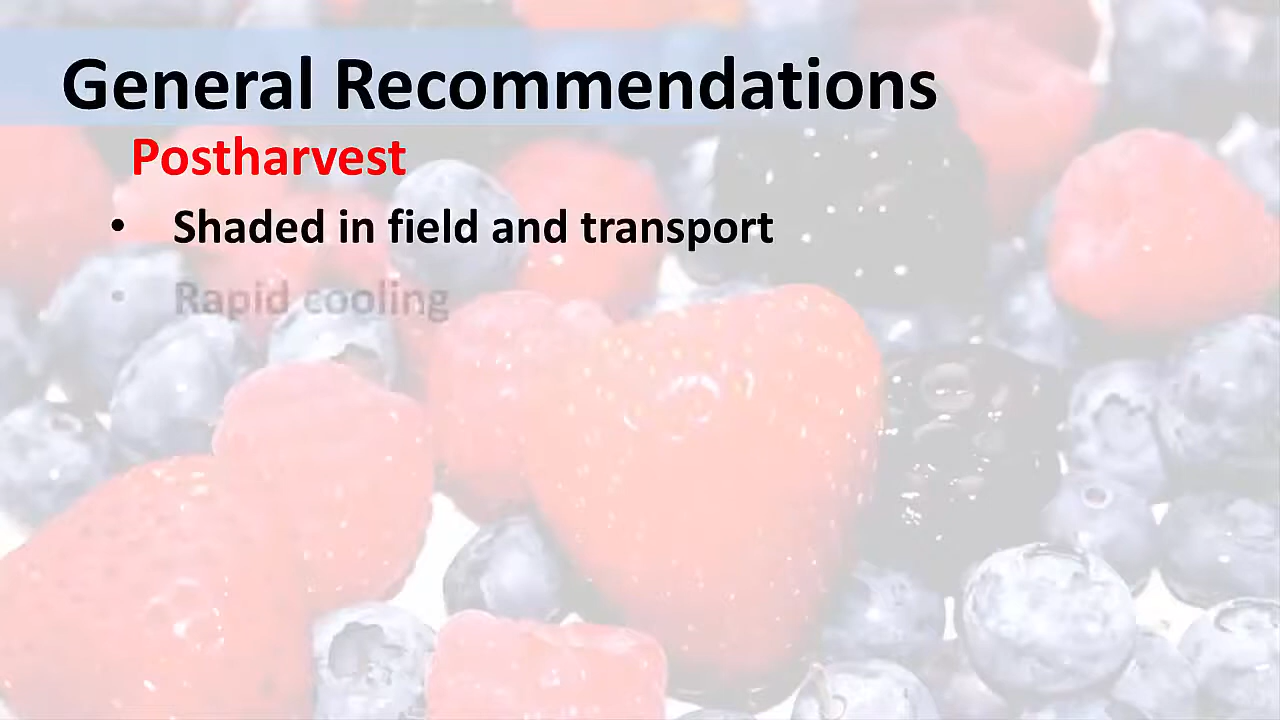 General Recommendations
Postharvest
• Shaded in field and transport
• Rapid cooling